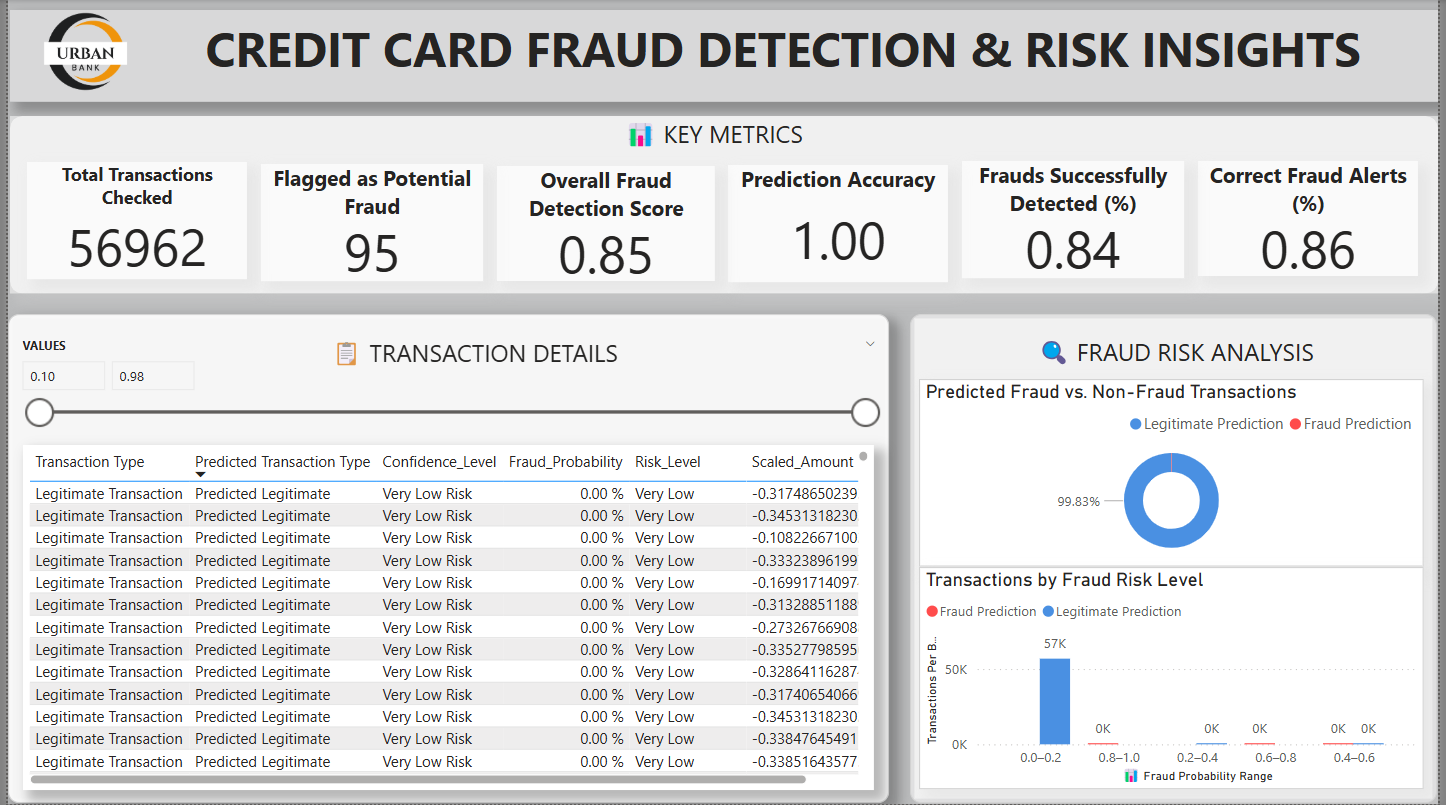 URBAN
BANK
CREDIT CARD FRAUD DETECTION & RISK INSIGHTS
KEY METRICS
Total Transactions
Checked
56962
Flagged as Potential
Fraud
95
Overall Fraud
Detection Score
0.85
Prediction Accuracy
1.00
Frauds Successfully
Detected (%)
0.84
Correct Fraud Alerts
(%)
0.86
VALUES
0.10 0.98
TRANSACTION DETAILS
Transaction Type Predicted Transaction Type Confidence_Level Fraud_Probability Risk_Level Scaled_Amount
Legitimate Transaction Predicted Legitimate Very Low Risk 0.00 % Very Low -0.31748650239
Legitimate Transaction Predicted Legitimate Very Low Risk 0.00 % Very Low -0.34531318230
Legitimate Transaction Predicted Legitimate Very Low Risk 0.00 % Very Low -0.10822667100
Legitimate Transaction Predicted Legitimate Very Low Risk 0.00 % Very Low -0.33323896199
Legitimate Transaction Predicted Legitimate Very Low Risk 0.00 % Very Low -0.16991714097
Legitimate Transaction Predicted Legitimate Very Low Risk 0.00 % Very Low -0.31328851188
Legitimate Transaction Predicted Legitimate Very Low Risk 0.00 % Very Low -0.27326766908
Legitimate Transaction Predicted Legitimate Very Low Risk 0.00 % Very Low -0.33527798595
Legitimate Transaction Predicted Legitimate Very Low Risk 0.00 % Very Low -0.32864116287
Legitimate Transaction Predicted Legitimate Very Low Risk 0.00 % Very Low -0.31740654066
Legitimate Transaction Predicted Legitimate Very Low Risk 0.00 % Very Low -0.34531318230
Legitimate Transaction Predicted Legitimate Very Low Risk 0.00 % Very Low -0.33847645491
Legitimate Transaction Predicted Legitimate Very Low Risk 0.00 % Very Low -0.33851643577
FRAUD RISK ANALYSIS
Predicted Fraud vs. Non-Fraud Transactions
Legitimate Prediction Fraud Prediction
99.83%
Transactions by Fraud Risk Level
Fraud Prediction Legitimate Prediction
Transactions Per B...
50K
0K
57K
0K 0K 0K 0K 0K
0.0–0.2 0.8–1.0 0.2–0.4 0.6–0.8 0.4–0.6
Fraud Probability Range